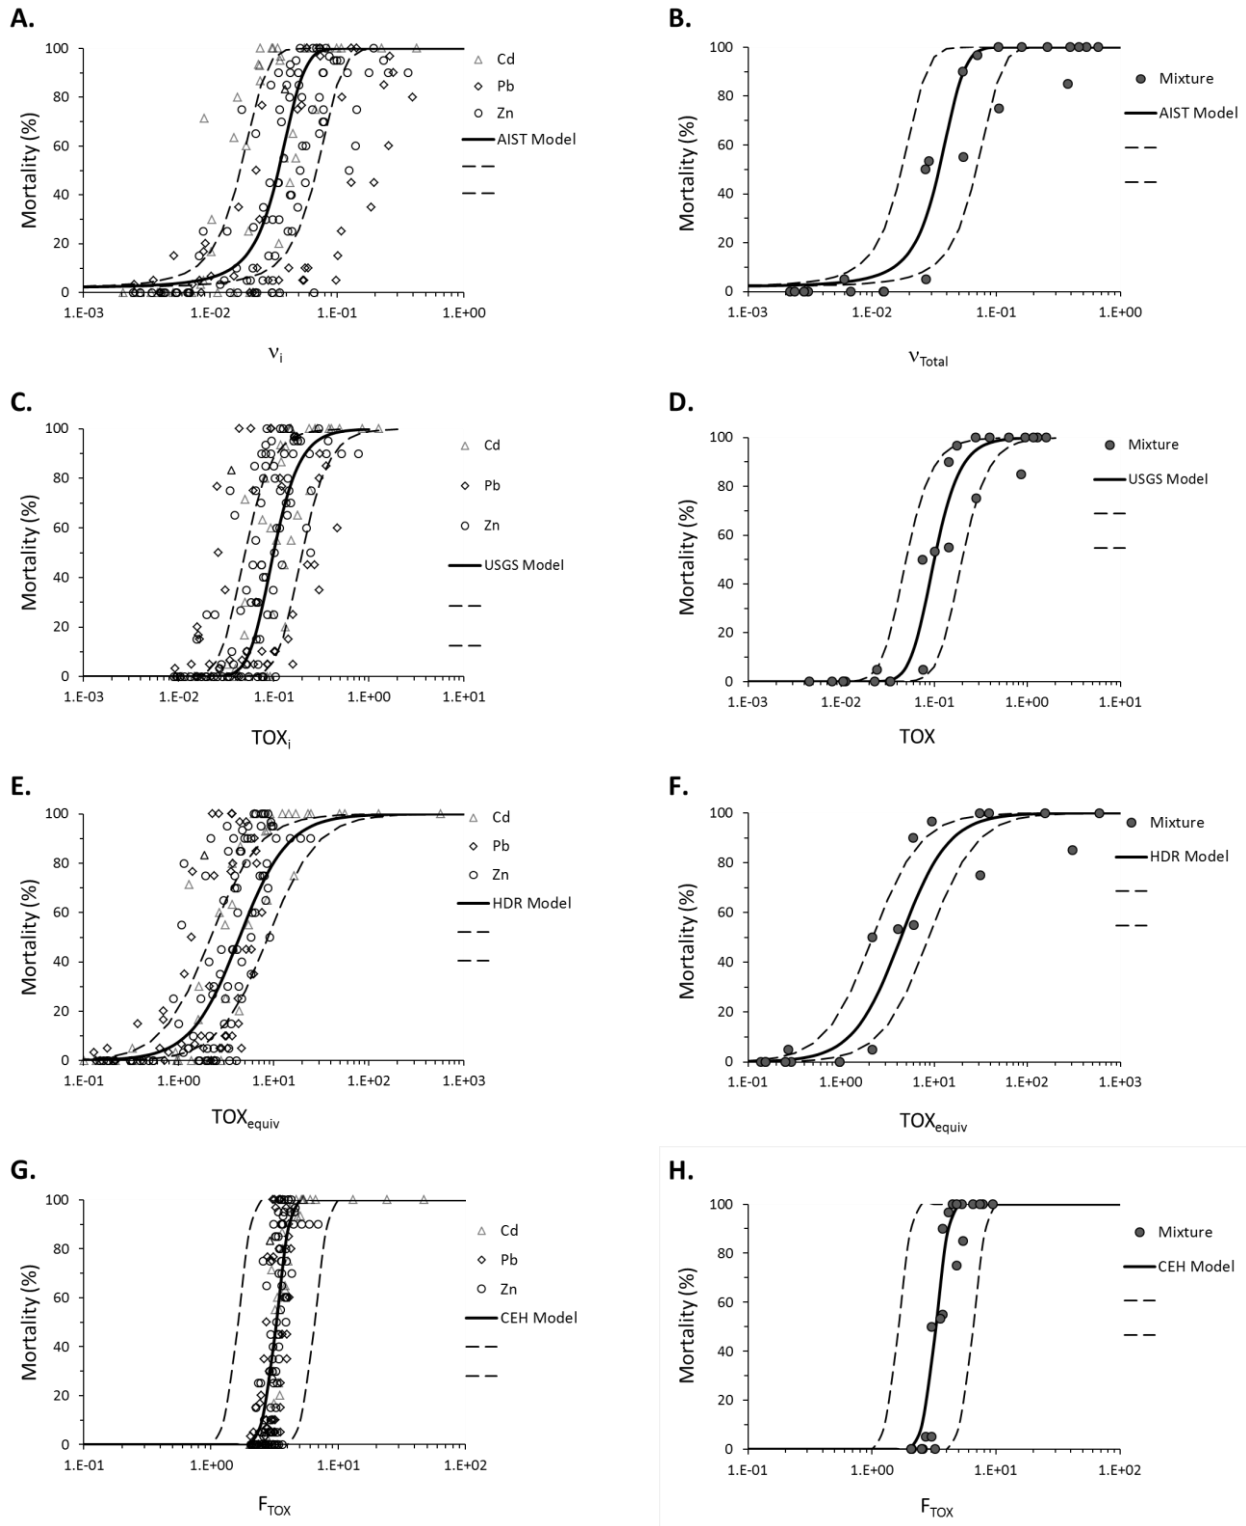 A.
Mortality (%)
100
80
60
40
20
0
1.E-03 1.E-02 1.E-01 1.E+00
νi
Cd
Pb
Zn
AIST Model
B.
Mortality (%)
100
80
60
40
20
0
1.E-03 1.E-02 1.E-01 1.E+00
νTotal
Mixture
AIST Model
C.
Mortality (%)
100
80
60
40
20
0
1.E-03 1.E-02 1.E-01 1.E+00 1.E+01
TOXi
Cd
Pb
Zn
USGS Model
D.
Mortality (%)
100
80
60
40
20
0
1.E-03 1.E-02 1.E-01 1.E+00 1.E+01
TOX
Mixture
USGS Model
E.
Mortality (%)
100
80
60
40
20
0
1.E-01 1.E+00 1.E+01 1.E+02 1.E+03
TOXequiv
Cd
Pb
Zn
HDR Model
F.
Mortality (%)
100
80
60
40
20
0
1.E-01 1.E+00 1.E+01 1.E+02 1.E+03
TOXequiv
Mixture
HDR Model
G.
Mortality (%)
100
80
60
40
20
0
1.E-01 1.E+00 1.E+01 1.E+02
FTOX
Cd
Pb
Zn
CEH Model
H.
Mortality (%)
100
80
60
40
20
0
1.E-01 1.E+00 1.E+01 1.E+02
FTOX
Mixture
CEH Model